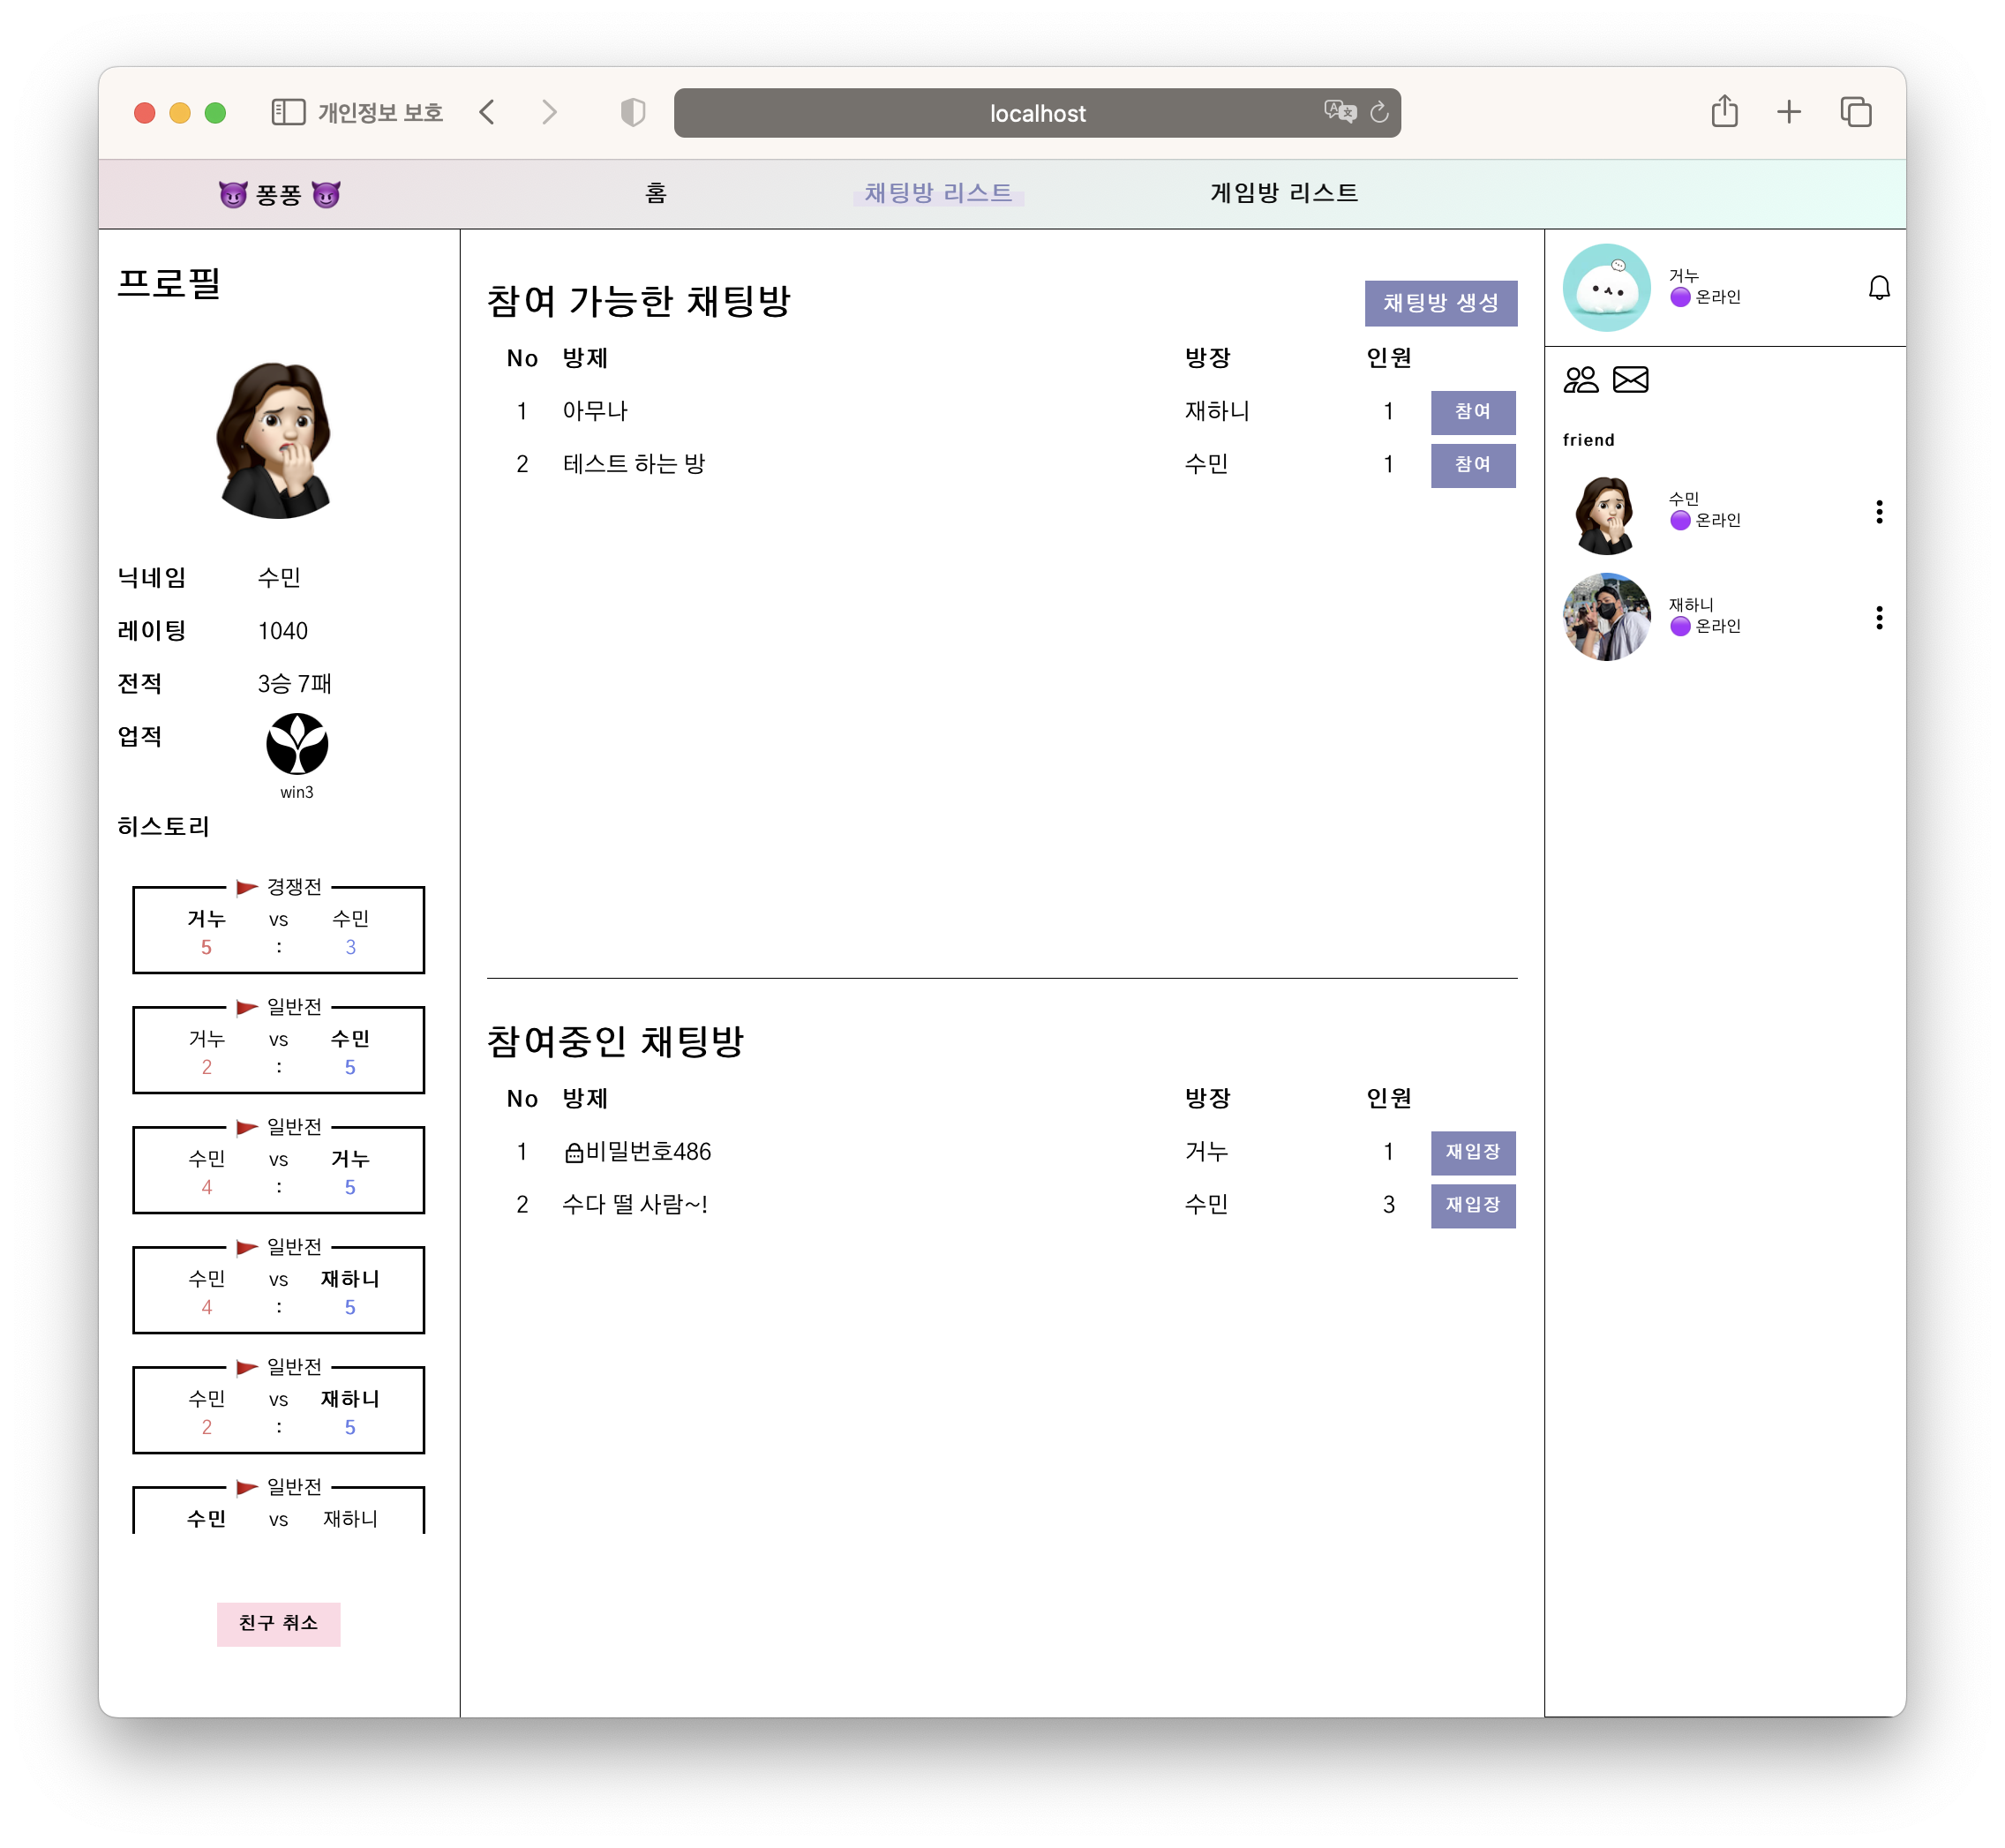 개인정보 보호
localhost
😈 퐁퐁 😈 홈 채팅방 리스트 게임방 리스트
프로필
닉네임 수민
레이팅 1040
전적 3승 7패
업적
win3
히스토리
경쟁전
거누 vs 수민
5 : 3
일반전
거누 vs 수민
2 : 5
일반전
수민 vs 거누
4 : 5
일반전
수민 vs 재하니
4 : 5
일반전
수민 vs 재하니
2 : 5
일반전
수민 vs 재하니
친구 취소
참여 가능한 채팅방
채팅방 생성
No 방제 방장 인원
1 아무나 재하니 1 참여
2 테스트 하는 방 수민 1 참여
참여중인 채팅방
No 방제 방장 인원
1 비밀번호486 거누 1 재입장
2 수다 떨 사람~! 수민 3 재입장
거누
온라인
friend
수민
온라인
재하니
온라인